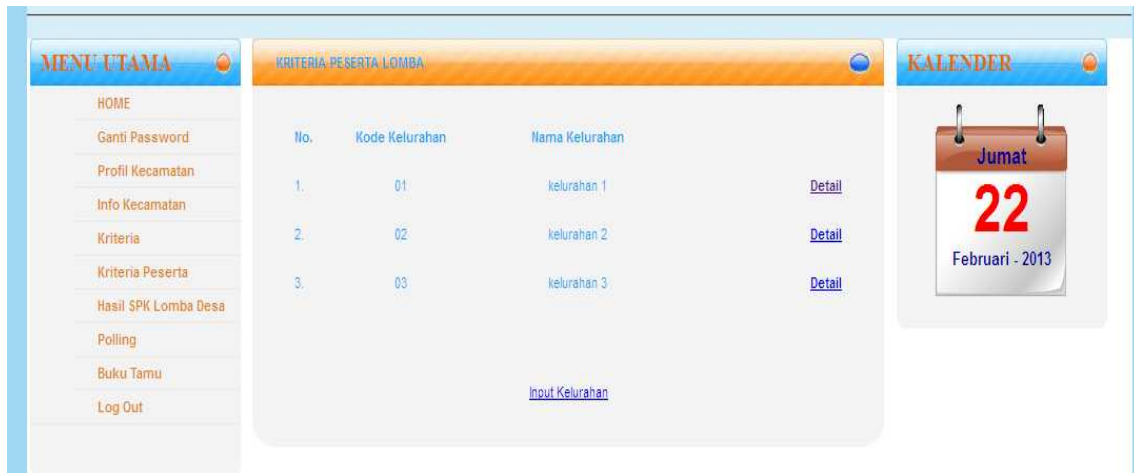 MENU UTAMA
HOME
Ganti Password
Profil Kecamatan
Info Kecamatan
Kriteria
Kriteria Peserta
Hasil SPK Lomba Desa
Polling
Buku Tamu
Log Out
KRITERIA PESERTA LOMBA
No. Kode Kelurahan Nama Kelurahan
1. 01 kelurahan 1 Detail
2. 02 kelurahan 2 Detail
3. 03 kelurahan 3 Detail
Input Kelurahan
KALENDER
Jumat
22
Februari - 2013